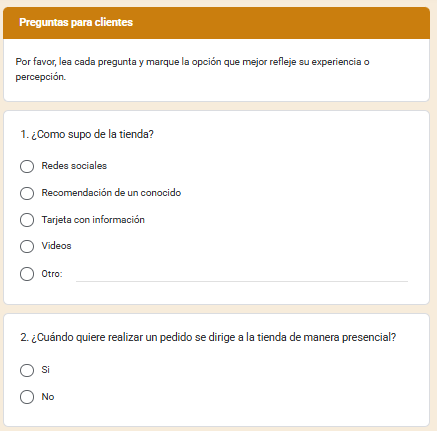 Preguntas para clientes
Por favor, lea cada pregunta y marque la opción que mejor refleje su experiencia o
percepción.
1. ¿Como supo de la tienda?
Redes sociales
Recomendación de un conocido
Tarjeta con información
Videos
Otro:
2. ¿Cuándo quiere realizar un pedido se dirige a la tienda de manera presencial?
Si
No